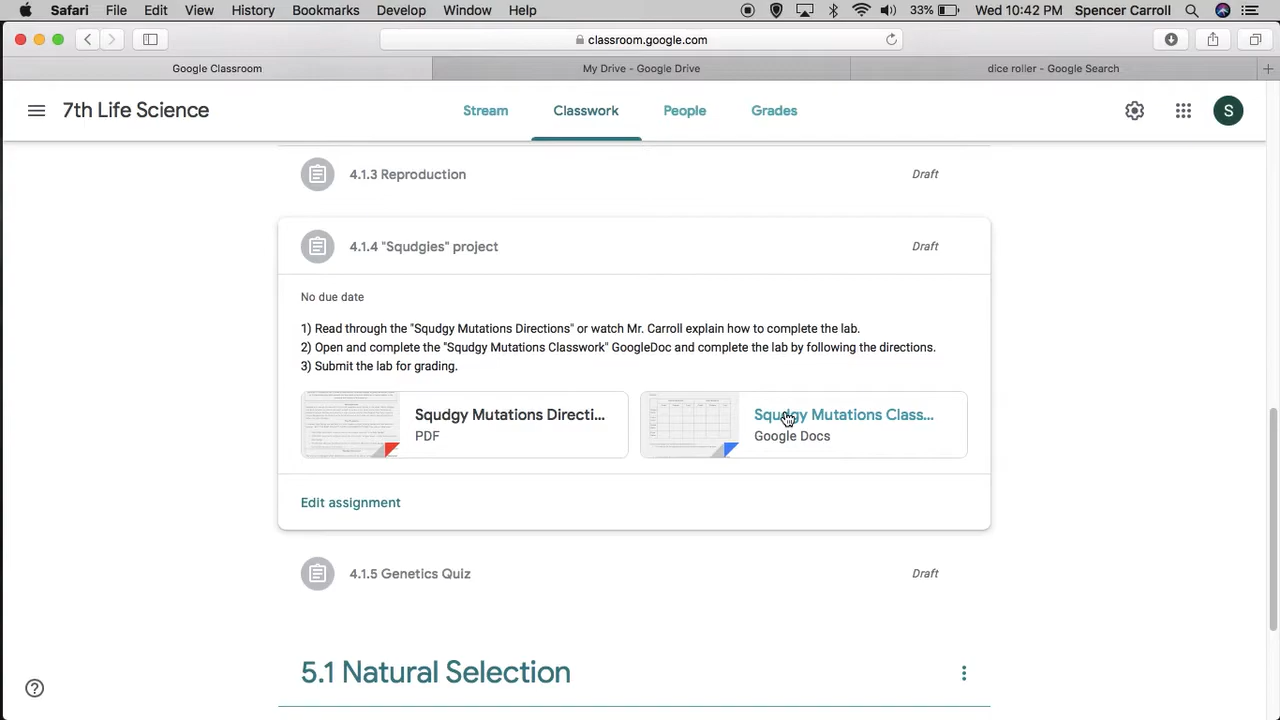 Safari File Edit View History Bookmarks Develop Window Help 33% Wed 10:42 PM Spencer Carroll
classroom.google.com
Google Classroom My Drive - Google Drive dice roller - Google Search
7th Life Science Stream Classwork People Grades S
4.1.3 Reproduction Draft
4.1.4 "Squdgies" project Draft
No due date
1) Read through the "Squdgy Mutations Directions" or watch Mr. Carroll explain how to complete the lab.
2) Open and complete the "Squdgy Mutations Classwork" GoogleDoc and complete the lab by following the directions.
3) Submit the lab for grading.
Squdgy Mutations Directi... Squdgy Mutations Class...
PDF Google Docs
Edit assignment
4.1.5 Genetics Quiz Draft
5.1 Natural Selection